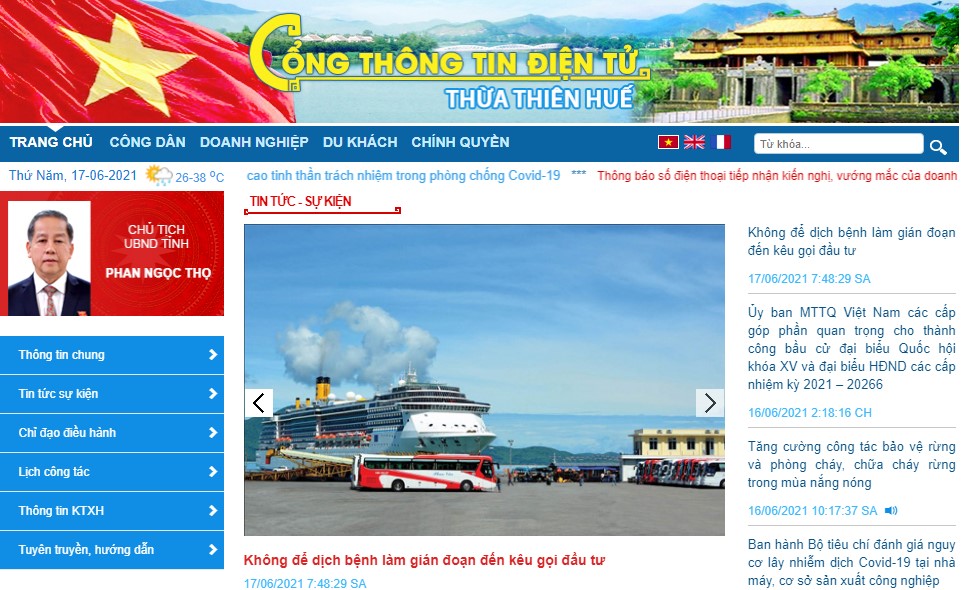 CỔNG THÔNG TIN ĐIỆN TỬ
THỪA THIÊN HUẾ
TRANG CHỦ CÔNG DÂN DOANH NGHIỆP DU KHÁCH CHÍNH QUYỀN
Từ khóa...
Thứ Năm, 17-06-2021 26-38 ºC
cao tinh thần trách nhiệm trong phòng chống Covid-19 *** Thông báo số điện thoại tiếp nhận kiến nghị, vướng mắc của doanh
CHỦ TỊCH
UBND TỈNH
PHAN NGỌC THỌ
Thông tin chung
Tin tức sự kiện
Chỉ đạo điều hành
Lịch công tác
Thông tin KTXH
Tuyên truyền, hướng dẫn
TIN TỨC - SỰ KIỆN
Không để dịch bệnh làm gián đoạn đến kêu gọi đầu tư
17/06/2021 7:48:29 SA
Không để dịch bệnh làm gián đoạn
đến kêu gọi đầu tư
17/06/2021 7:48:29 SA
Ủy ban MTTQ Việt Nam các cấp
góp phần quan trọng cho thành
công bầu cử đại biểu Quốc hội
khóa XV và đại biểu HĐND các cấp
nhiệm kỳ 2021 – 20266
16/06/2021 2:18:16 CH
Tăng cường công tác bảo vệ rừng
và phòng cháy, chữa cháy rừng
trong mùa nắng nóng
16/06/2021 10:17:37 SA
Ban hành Bộ tiêu chí đánh giá nguy
cơ lây nhiễm dịch Covid-19 tại nhà
máy, cơ sở sản xuất công nghiệp